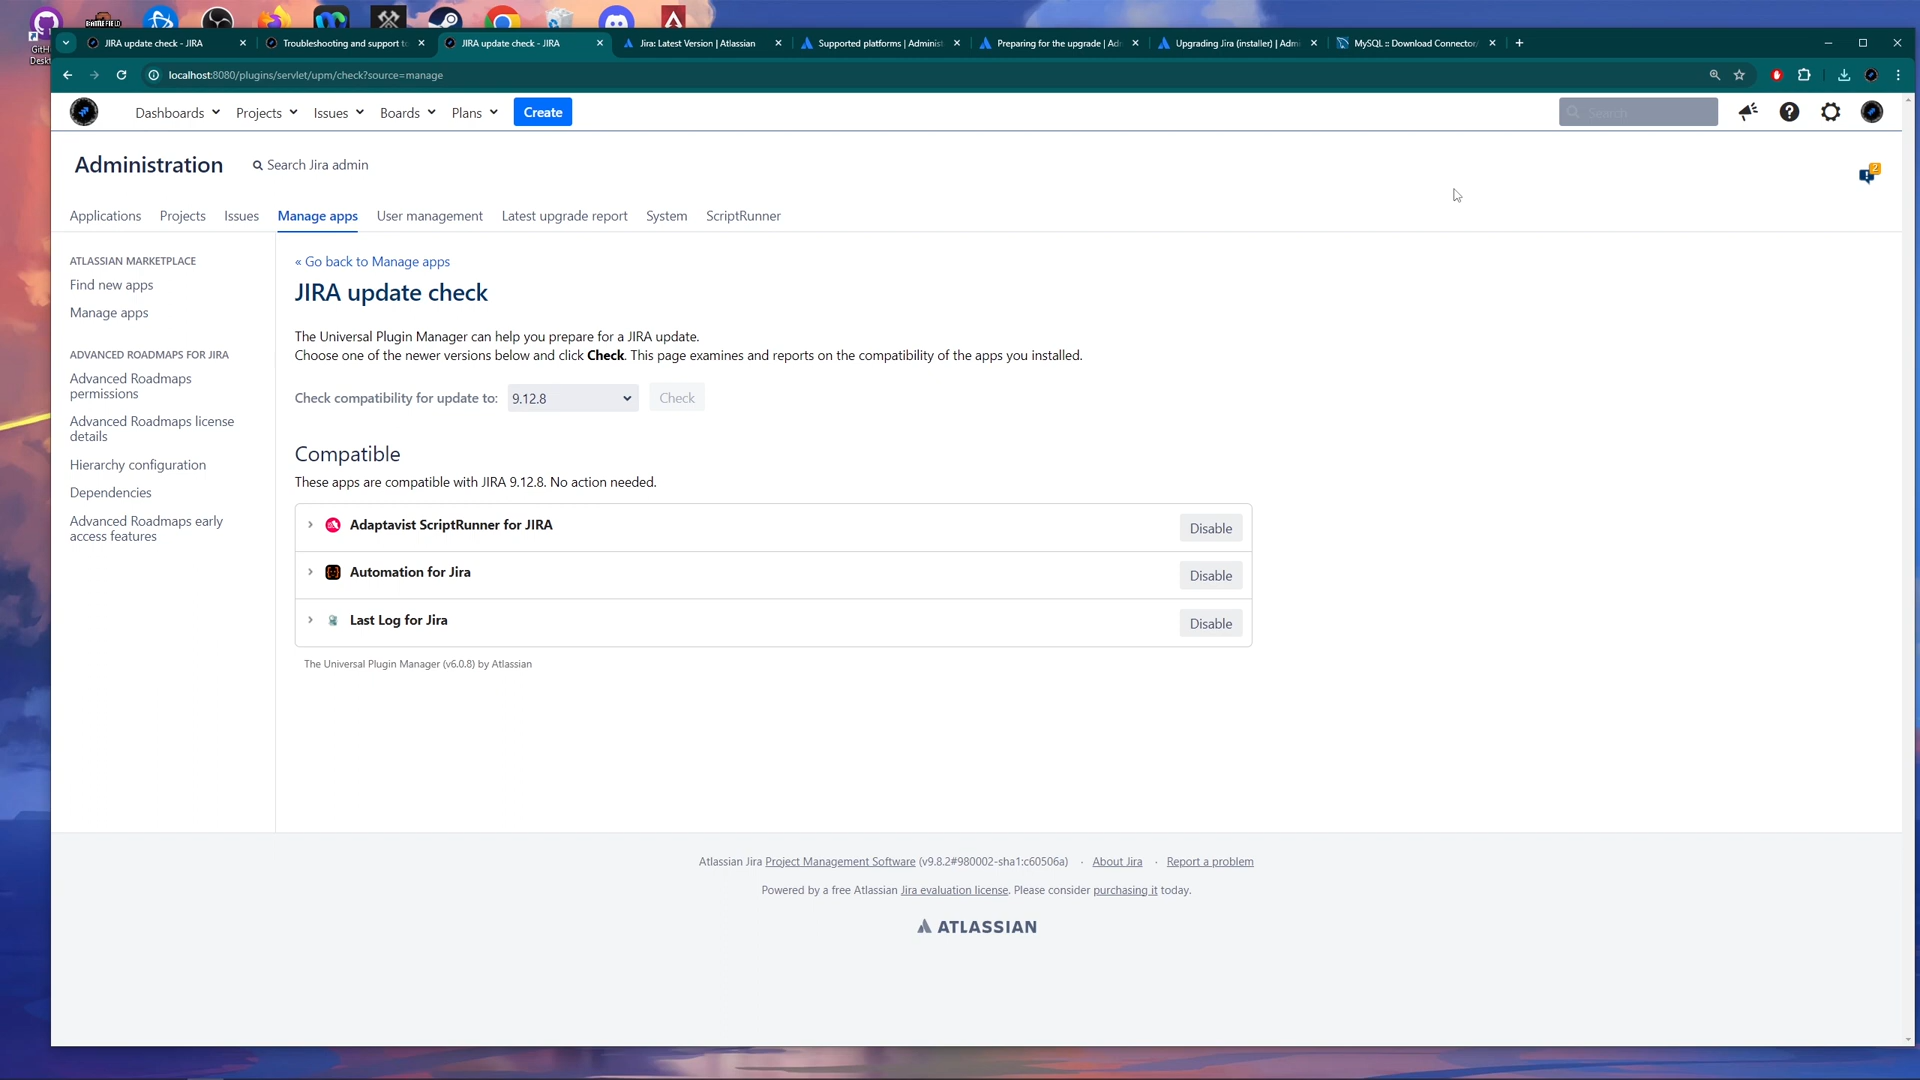 GitH
Deskt
BATTLEFIELD
JIRA update check - JIRA
Troubleshooting and support to
JIRA update check - JIRA
Jira: Latest Version | Atlassian
Supported platforms | Administ
Preparing for the upgrade | Ad
Upgrading Jira (installer) | Adm
MySQL :: Download Connector/
localhost:8080/plugins/servlet/upm/check?source=manage
Dashboards Projects Issues Boards Plans Create
Search
Administration
Search Jira admin
2
Applications Projects Issues Manage apps User management Latest upgrade report System ScriptRunner
ATLASSIAN MARKETPLACE
Find new apps
Manage apps
ADVANCED ROADMAPS FOR JIRA
Advanced Roadmaps
permissions
Advanced Roadmaps license
details
Hierarchy configuration
Dependencies
Advanced Roadmaps early
access features
« Go back to Manage apps
JIRA update check
The Universal Plugin Manager can help you prepare for a JIRA update.
Choose one of the newer versions below and click Check. This page examines and reports on the compatibility of the apps you installed.
Check compatibility for update to: 9.12.8 Check
Compatible
These apps are compatible with JIRA 9.12.8. No action needed.
Adaptavist ScriptRunner for JIRA Disable
Automation for Jira Disable
Last Log for Jira Disable
The Universal Plugin Manager (v6.0.8) by Atlassian
Atlassian Jira Project Management Software (v9.8.2#980002-sha1:c60506a) · About Jira · Report a problem
Powered by a free Atlassian Jira evaluation license. Please consider purchasing it today.
ATLASSIAN